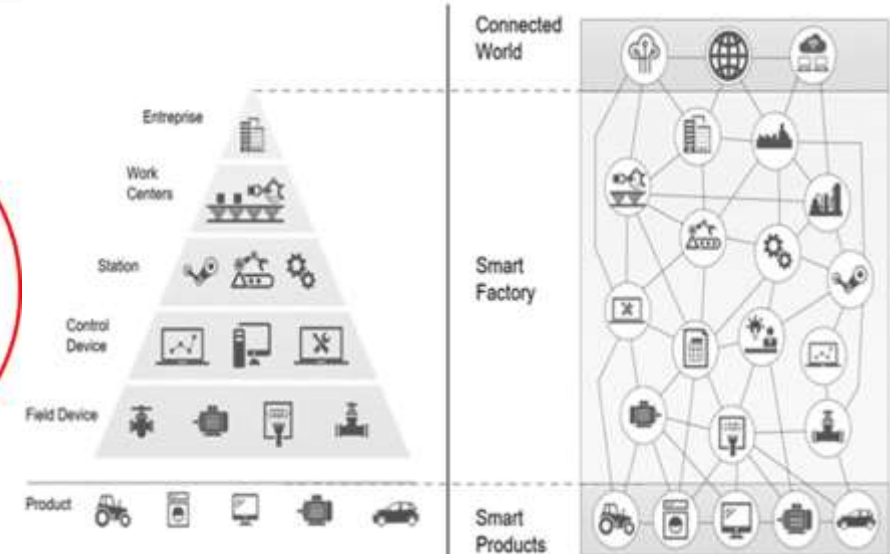 Entreprise
Work
Centers
Station
Control
Device
Field Device
Product
Connected
World
Smart
Factory
Smart
Products